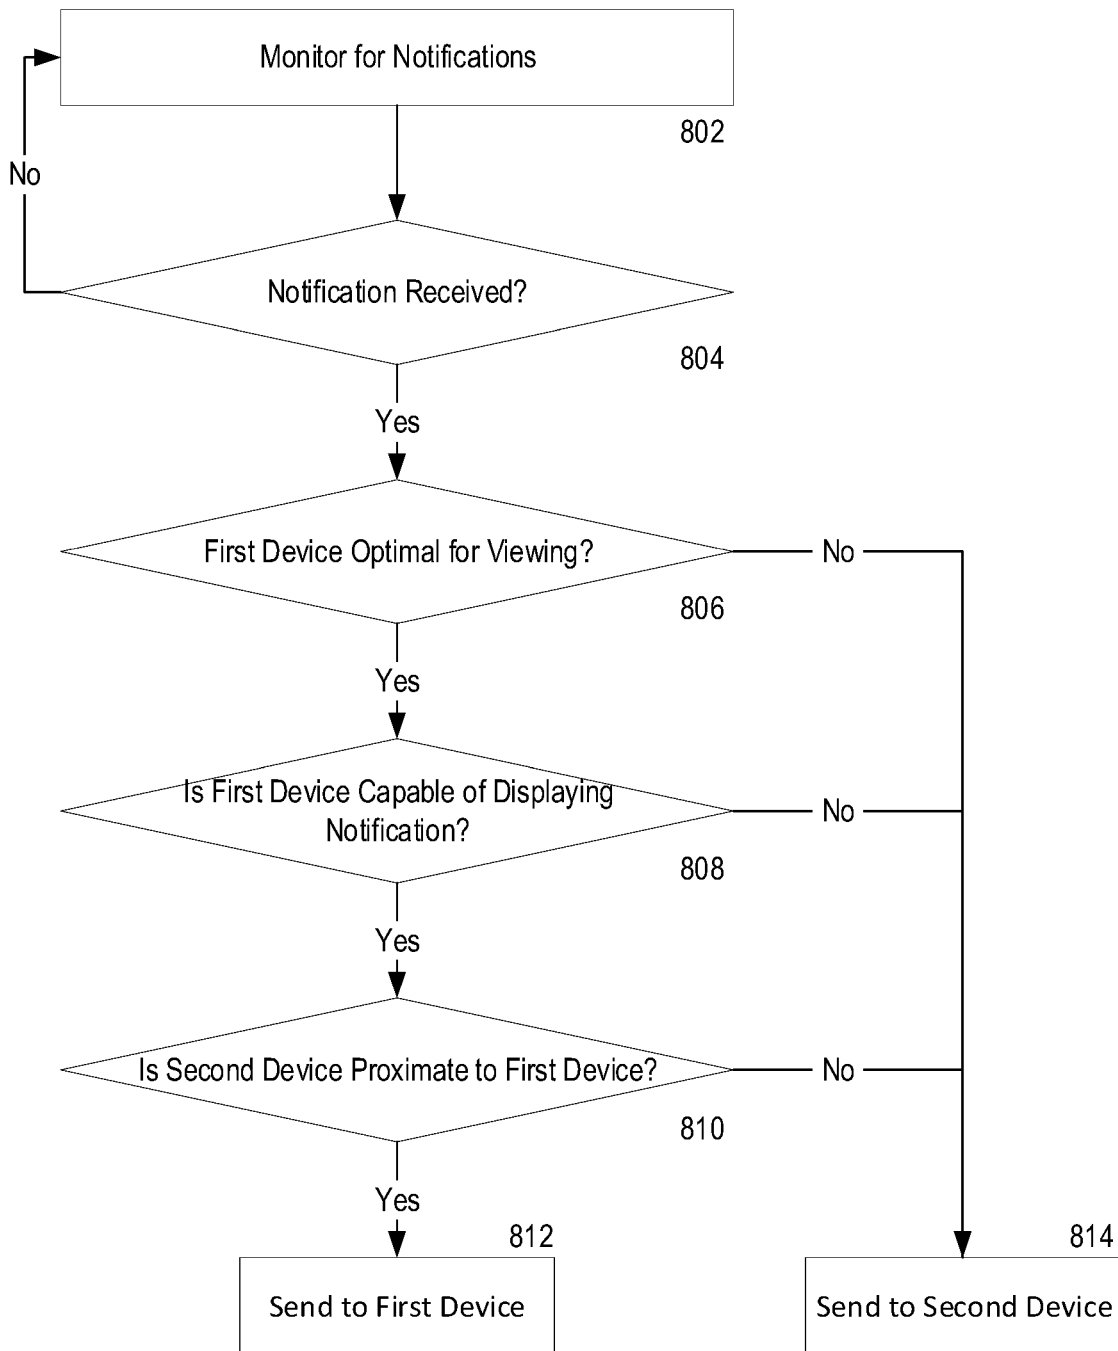 Monitor for Notifications
802
No
Notification Received?
804
Yes
First Device Optimal for Viewing?
No
806
Yes
Is First Device Capable of Displaying
Notification?
No
808
Yes
Is Second Device Proximate to First Device?
No
810
Yes
812
814
Send to First Device
Send to Second Device